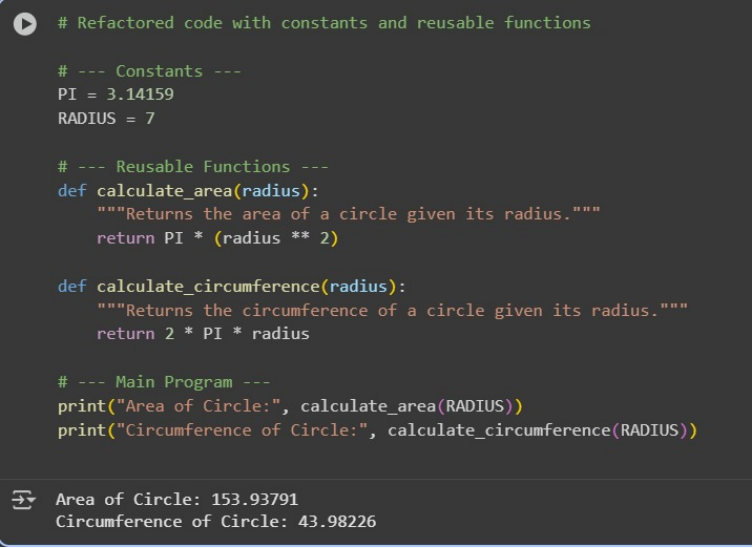 # Refactored code with constants and reusable functions
# --- Constants ---
PI = 3.14159
RADIUS = 7
# --- Reusable Functions ---
def calculate_area(radius):
    """Returns the area of a circle given its radius."""
    return PI * (radius ** 2)
def calculate_circumference(radius):
    """Returns the circumference of a circle given its radius."""
    return 2 * PI * radius
# --- Main Program ---
print("Area of Circle:", calculate_area(RADIUS))
print("Circumference of Circle:", calculate_circumference(RADIUS))
Area of Circle: 153.93791
Circumference of Circle: 43.98226